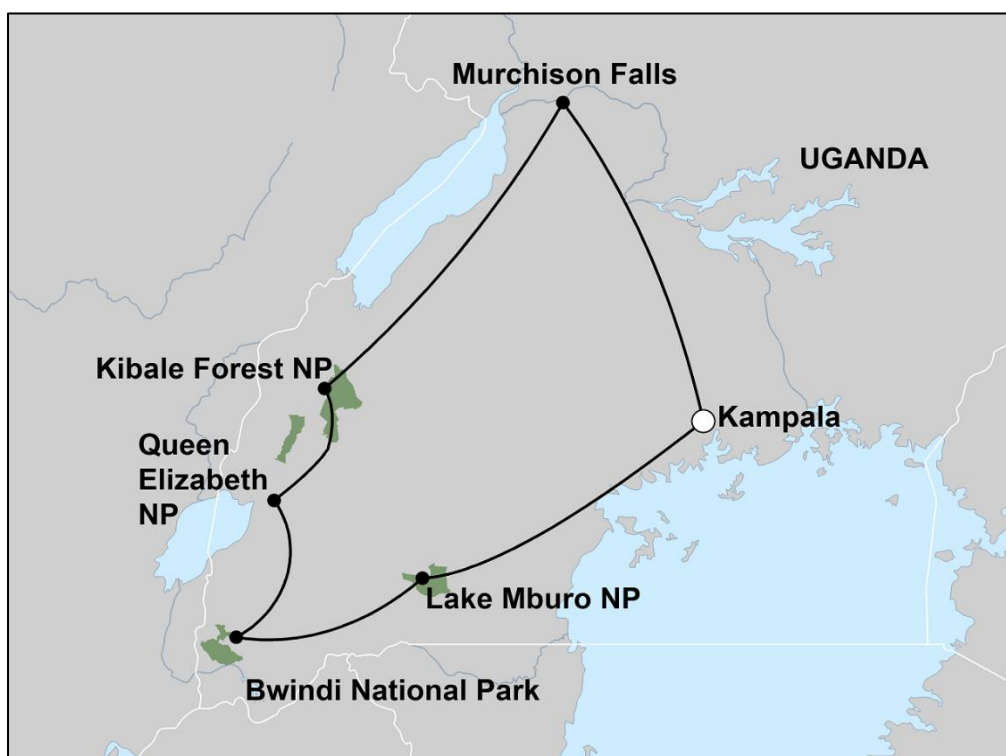 Murchison Falls
UGANDA
Kibale Forest NP
Kampala
Queen
Elizabeth
NP
Lake Mburo NP
Bwindi National Park